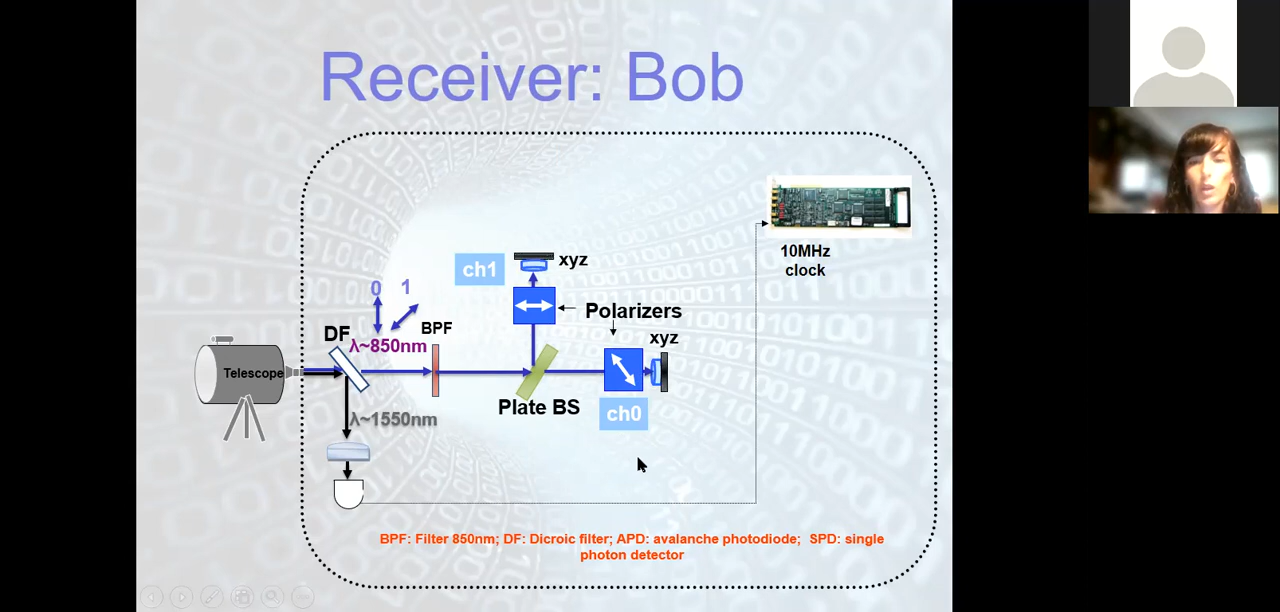 Receiver: Bob
10MHz
clock
ch1
xyz
0 1
Polarizers
DF
BPF
λ~850nm
xyz
Telescope
Plate BS
ch0
λ~1550nm
BPF: Filter 850nm; DF: Dicroic filter; APD: avalanche photodiode; SPD: single
photon detector